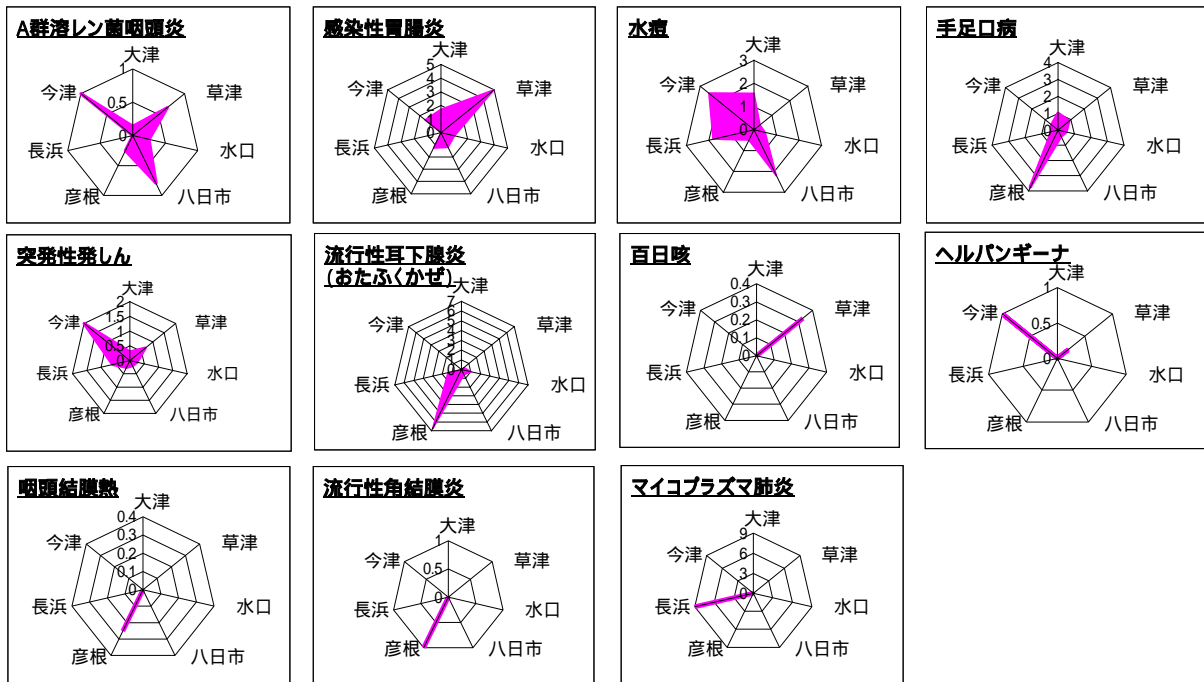 A群溶レン菌咽頭炎
大津
1
0.5
0
草津
水口
八日市
彦根
長浜
今津
感染性胃腸炎
大津
5
4
3
2
1
0
草津
水口
八日市
彦根
長浜
今津
水痘
大津
3
2
1
0
草津
水口
八日市
彦根
長浜
今津
手足口病
大津
4
3
2
1
0
草津
水口
八日市
彦根
長浜
今津
突発性発しん
大津
2
1.5
1
0.5
0
草津
水口
八日市
彦根
長浜
今津
流行性耳下腺炎
(おたふくかぜ)
大津
7
6
5
4
3
2
1
0
草津
水口
八日市
彦根
長浜
今津
百日咳
大津
0.4
0.3
0.2
0.1
0
草津
水口
八日市
彦根
長浜
今津
ヘルパンギーナ
大津
1
0.5
0
草津
水口
八日市
彦根
長浜
今津
咽頭結膜熱
大津
0.4
0.3
0.2
0.1
0
草津
水口
八日市
彦根
長浜
今津
流行性角結膜炎
大津
1
0.5
0
草津
水口
八日市
彦根
長浜
今津
マイコプラズマ肺炎
大津
9
6
3
0
草津
水口
八日市
彦根
長浜
今津